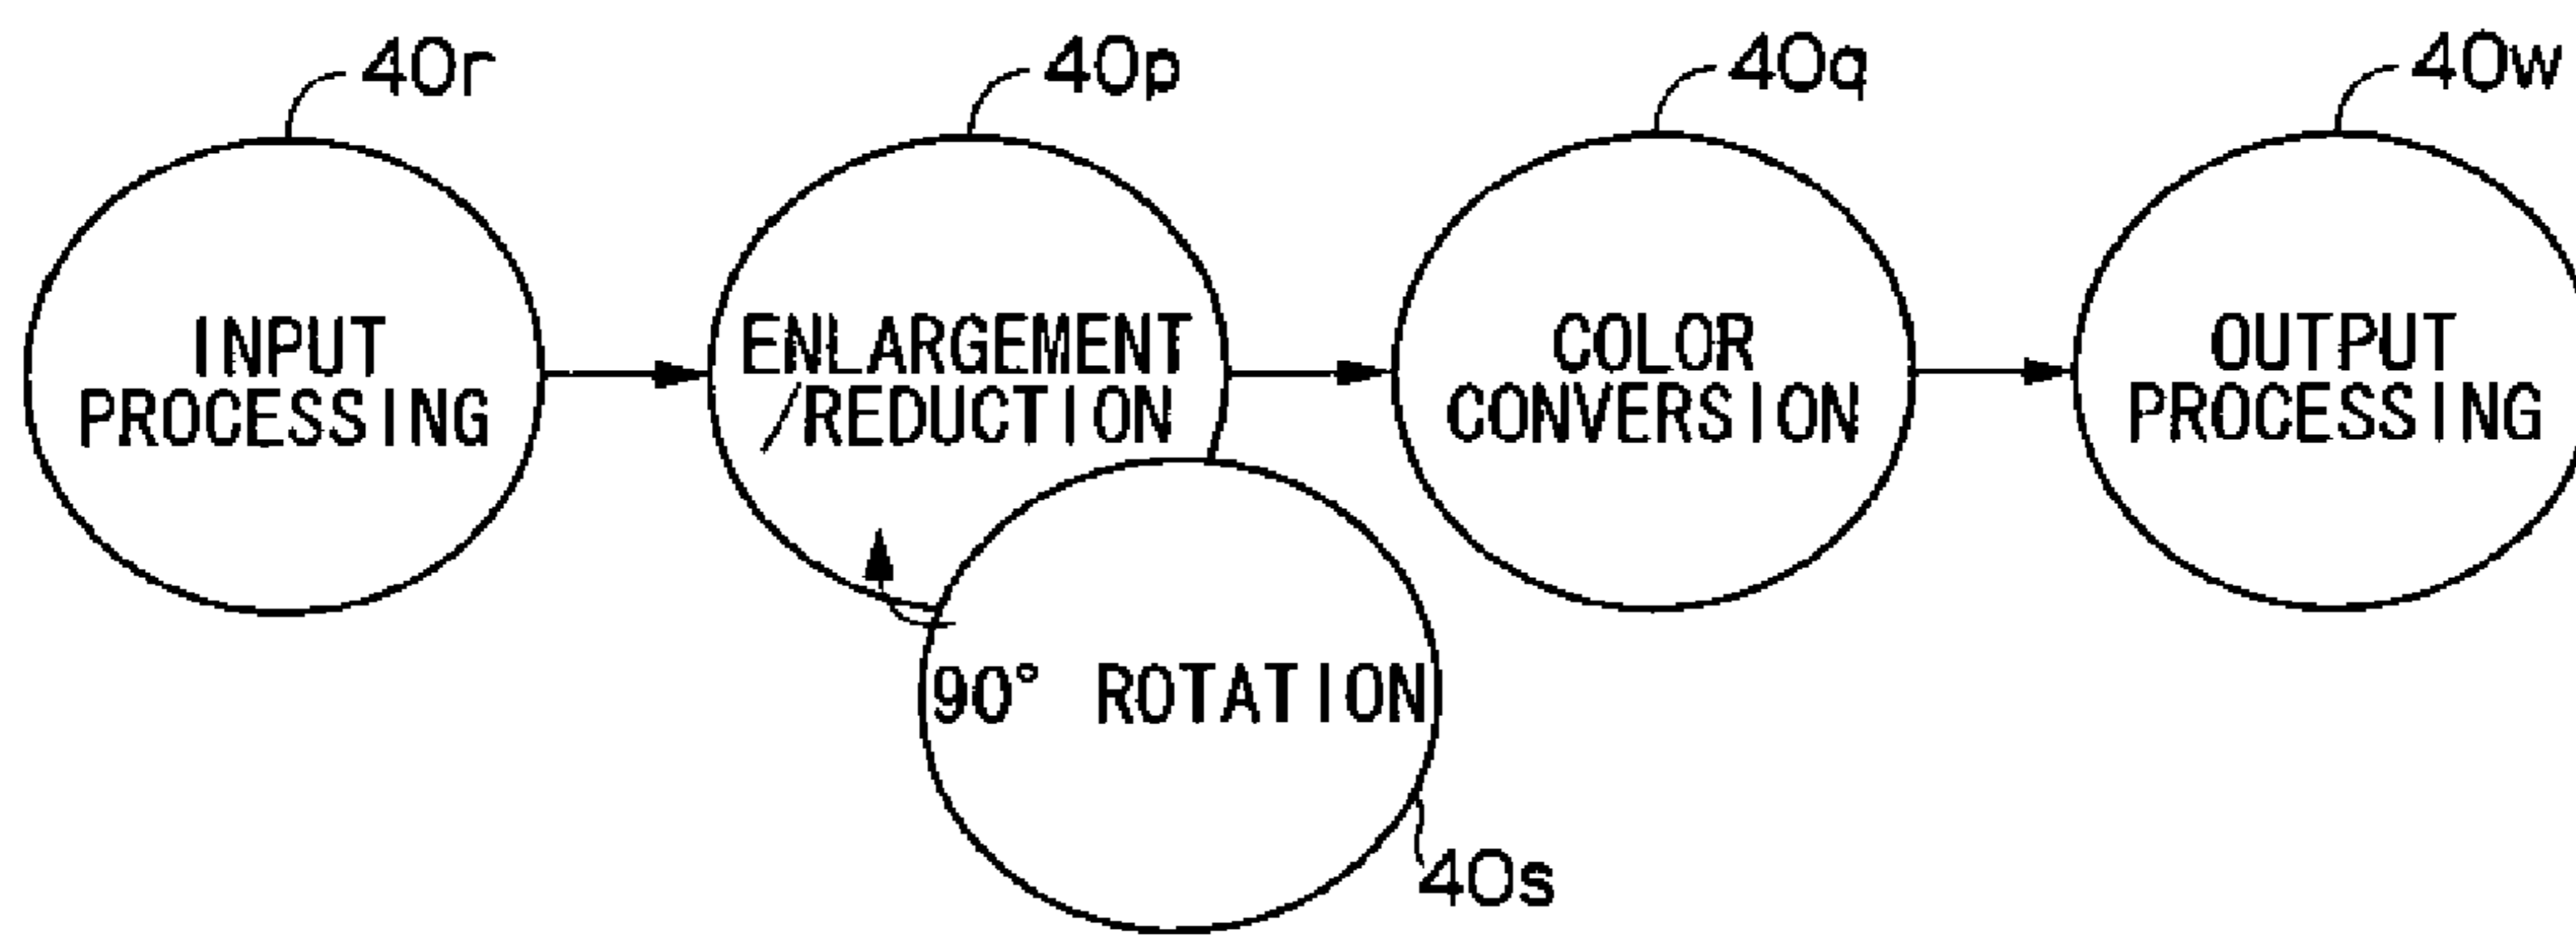 40r
40p
40q
40w
INPUT
PROCESSING
ENLARGEMENT
/REDUCTION
COLOR
CONVERSION
OUTPUT
PROCESSING
90° ROTATION
40s